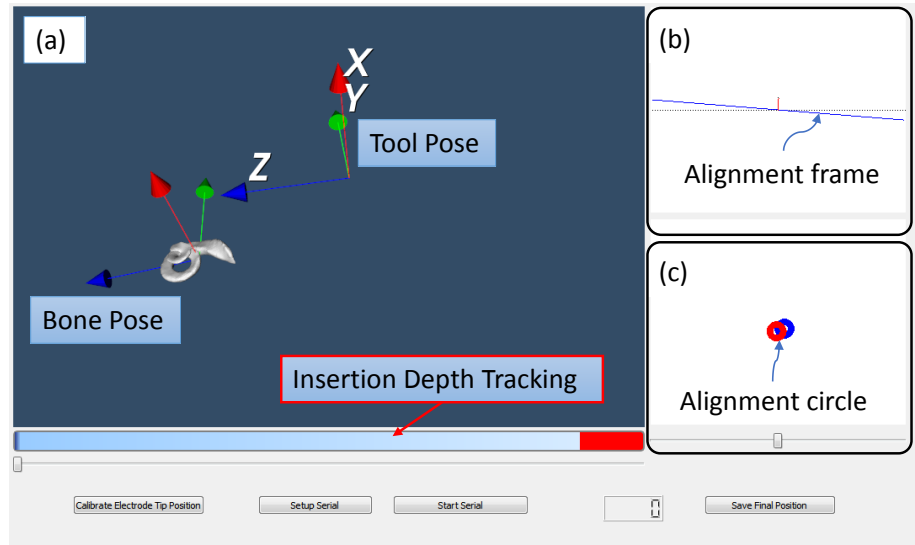 (a)
X
Y
Tool Pose
Z
Bone Pose
Insertion Depth Tracking
(b)
Alignment frame
(c)
Alignment circle
Calibrate Electrode Tip Position
Setup Serial
Start Serial
0
Save Final Position